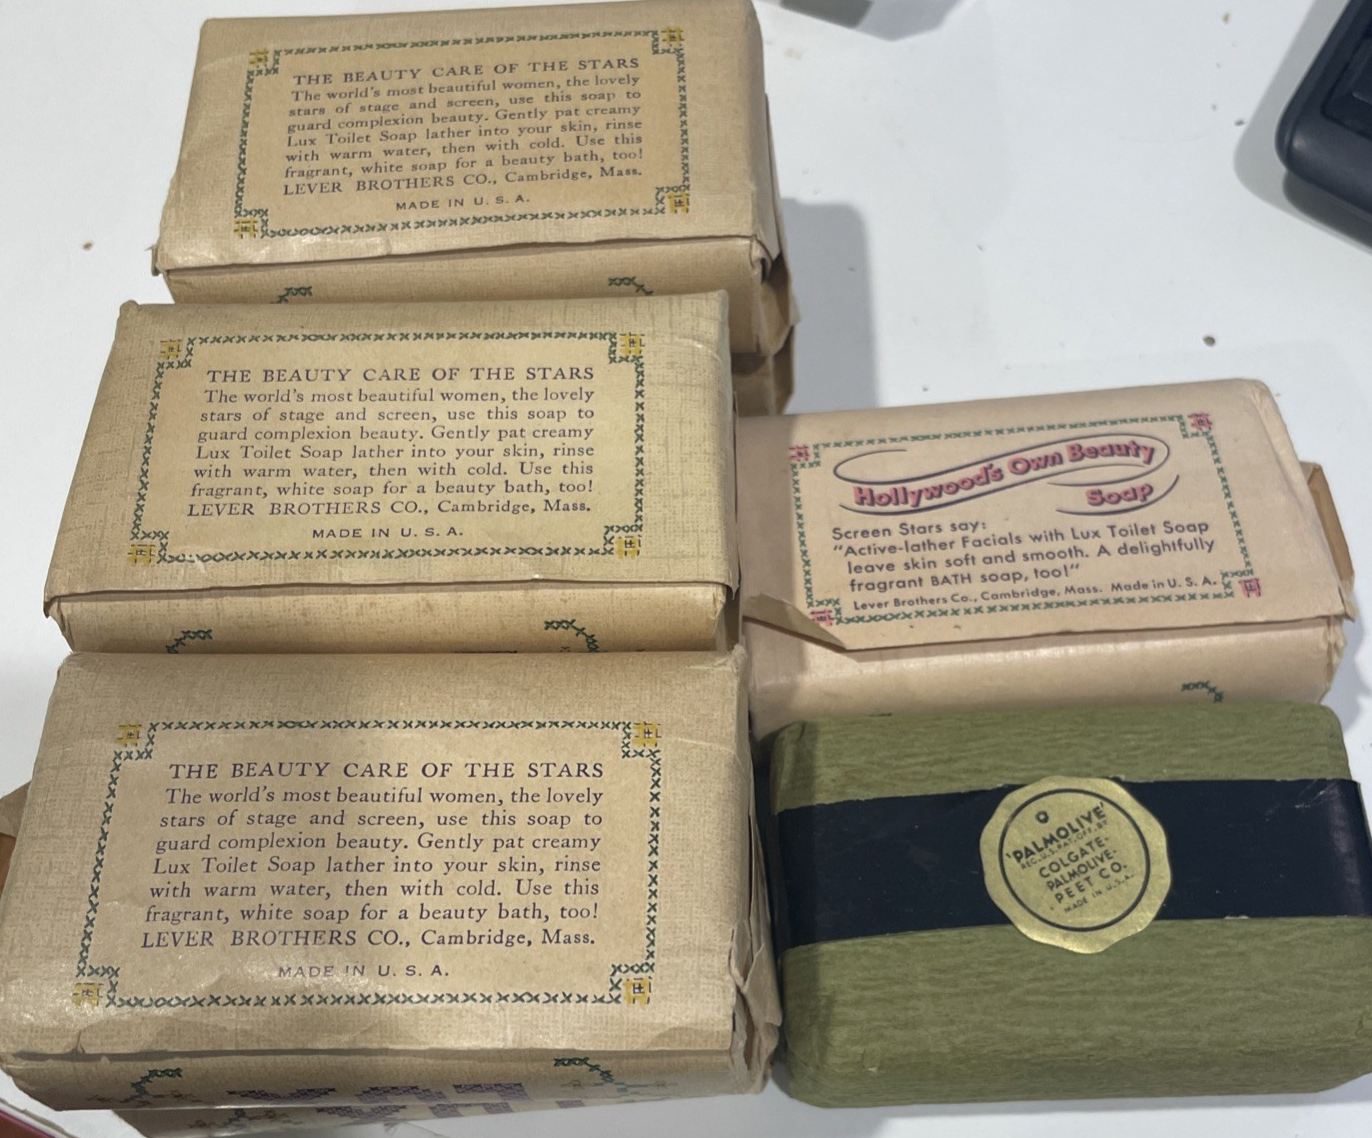 THE BEAUTY CARE OF THE STARS
The world's most beautiful women, the lovely
stars of stage and screen, use this soap to
guard complexion beauty. Gently pat creamy
Lux Toilet Soap lather into your skin, rinse
with warm water, then with cold. Use this
fragrant, white soap for a beauty bath, too!
LEVER BROTHERS CO., Cambridge, Mass.
MADE IN U. S. A.
THE BEAUTY CARE OF THE STARS
The world's most beautiful women, the lovely
stars of stage and screen, use this soap to
guard complexion beauty. Gently pat creamy
Lux Toilet Soap lather into your skin, rinse
with warm water, then with cold. Use this
fragrant, white soap for a beauty bath, too!
LEVER BROTHERS CO., Cambridge, Mass.
MADE IN U. S. A.
Hollywood's Own Beauty
Soap
Screen Stars say:
"Active-lather Facials with Lux Toilet Soap
leave skin soft and smooth. A delightfully
fragrant BATH soap, too!"
Lever Brothers Co., Cambridge, Mass. Made in U. S. A.
THE BEAUTY CARE OF THE STARS
The world's most beautiful women, the lovely
stars of stage and screen, use this soap to
guard complexion beauty. Gently pat creamy
Lux Toilet Soap lather into your skin, rinse
with warm water, then with cold. Use this
fragrant, white soap for a beauty bath, too!
LEVER BROTHERS CO., Cambridge, Mass.
MADE IN U. S. A.
'PALMOLIVE'
REG. U.S. PAT. OFF. BY
COLGATE-
PALMOLIVE-
PEET CO.
MADE IN U.S.A.